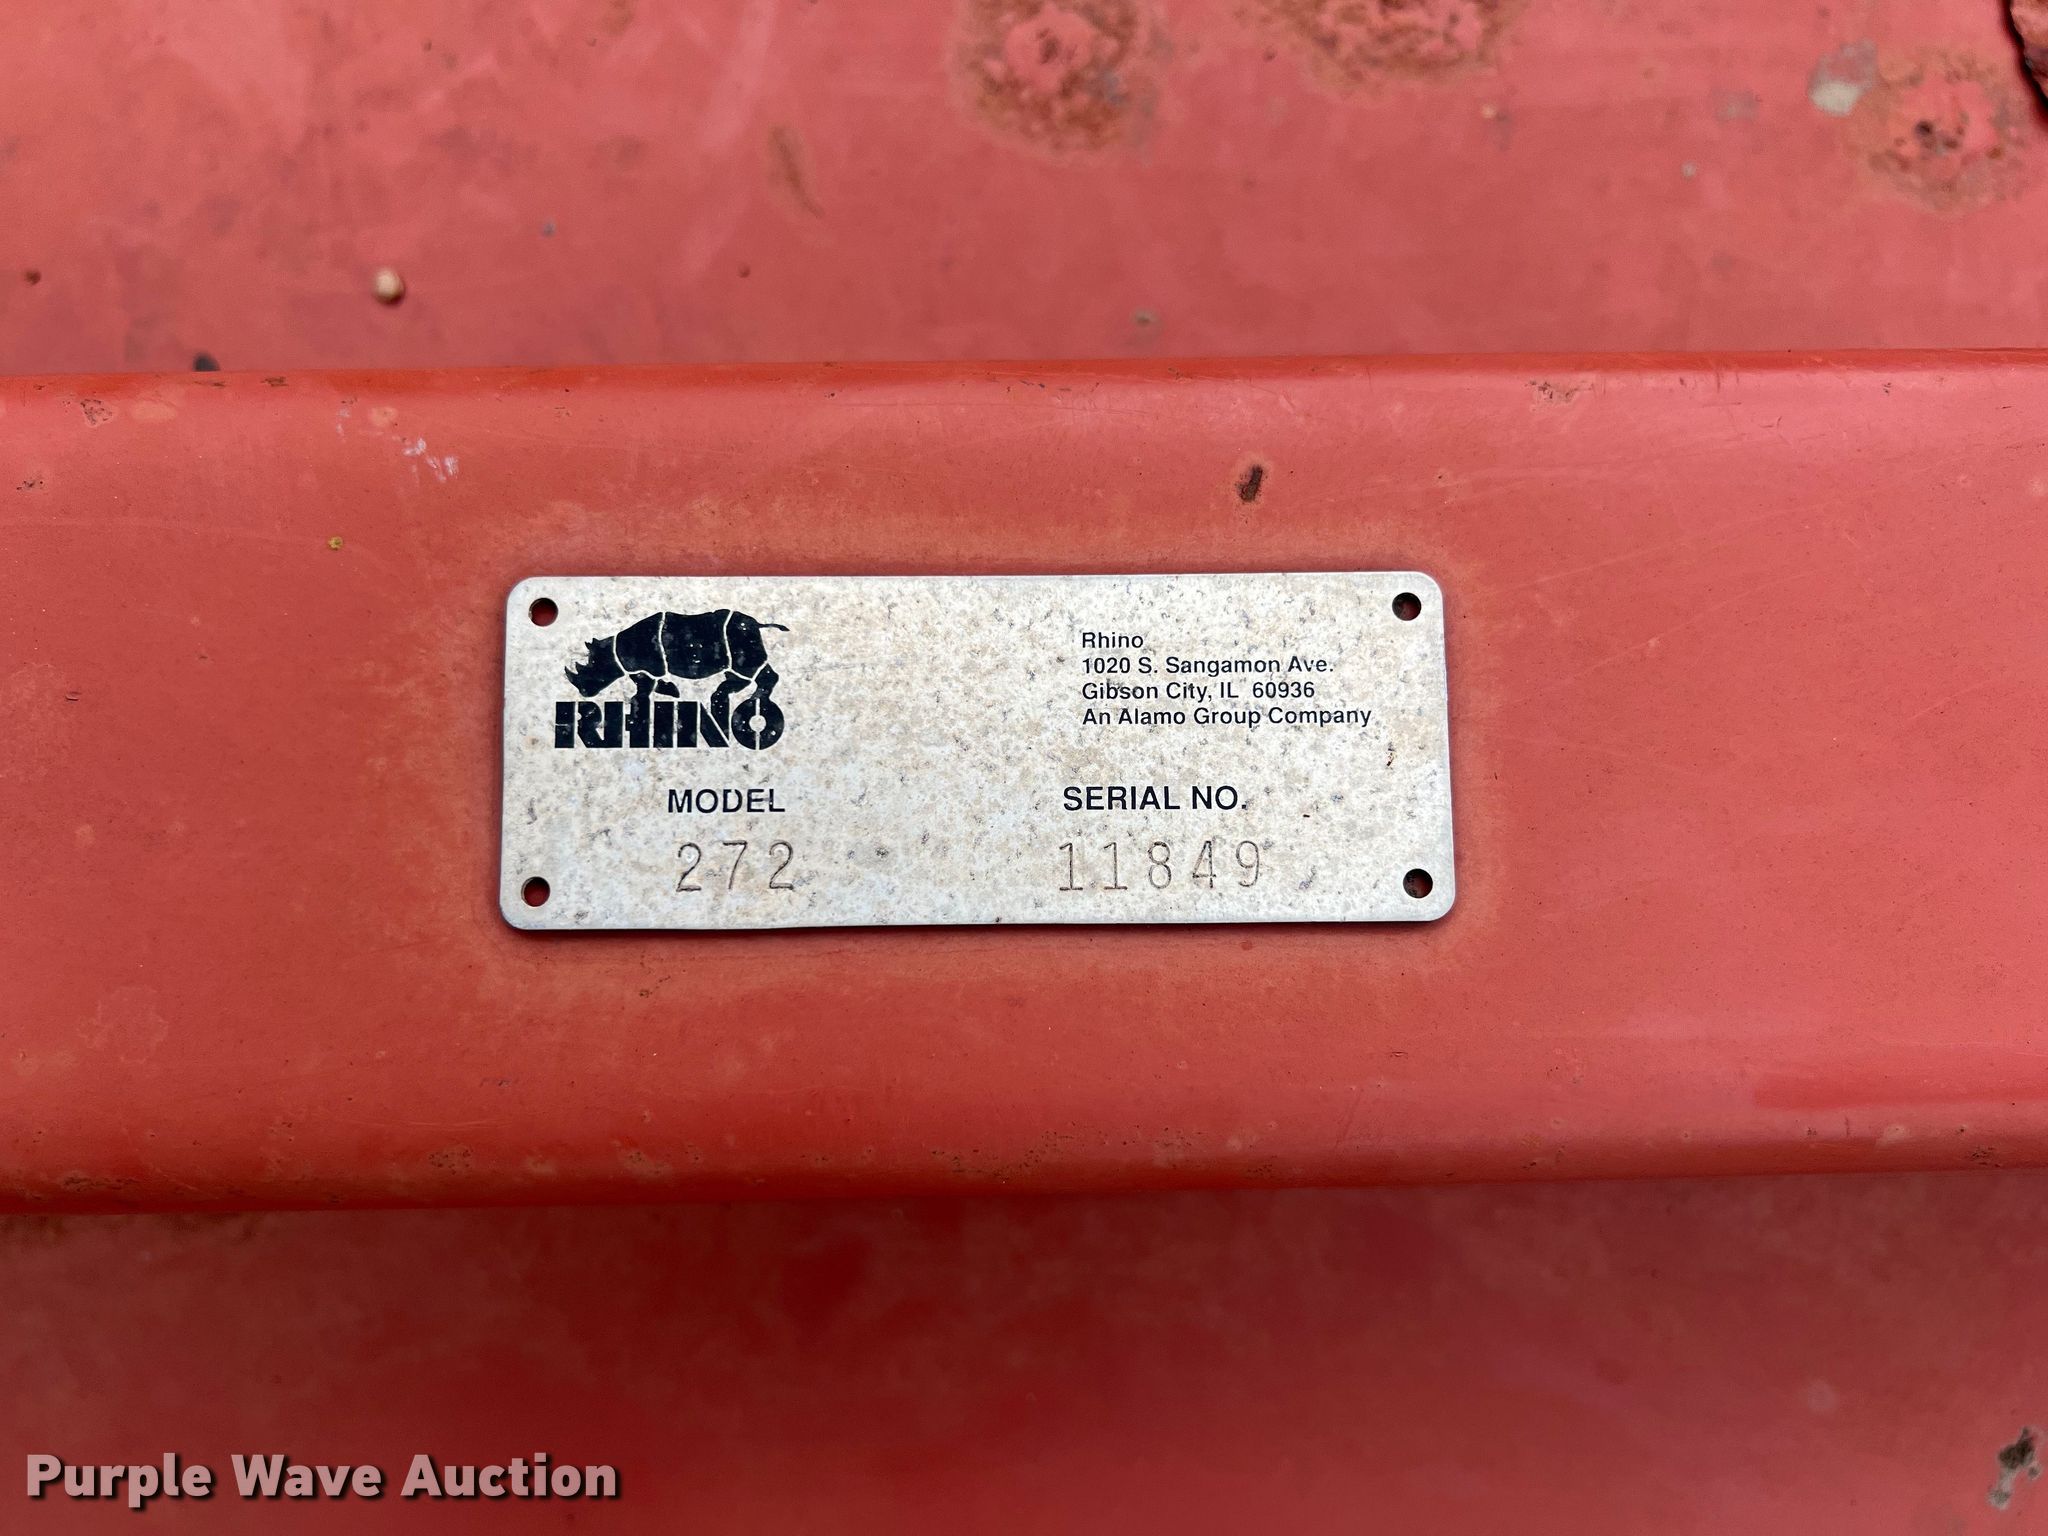 RHINO
Rhino
1020 S. Sangamon Ave.
Gibson City, IL 60936
An Alamo Group Company
MODEL
SERIAL NO.
272
11849
Purple Wave Auction